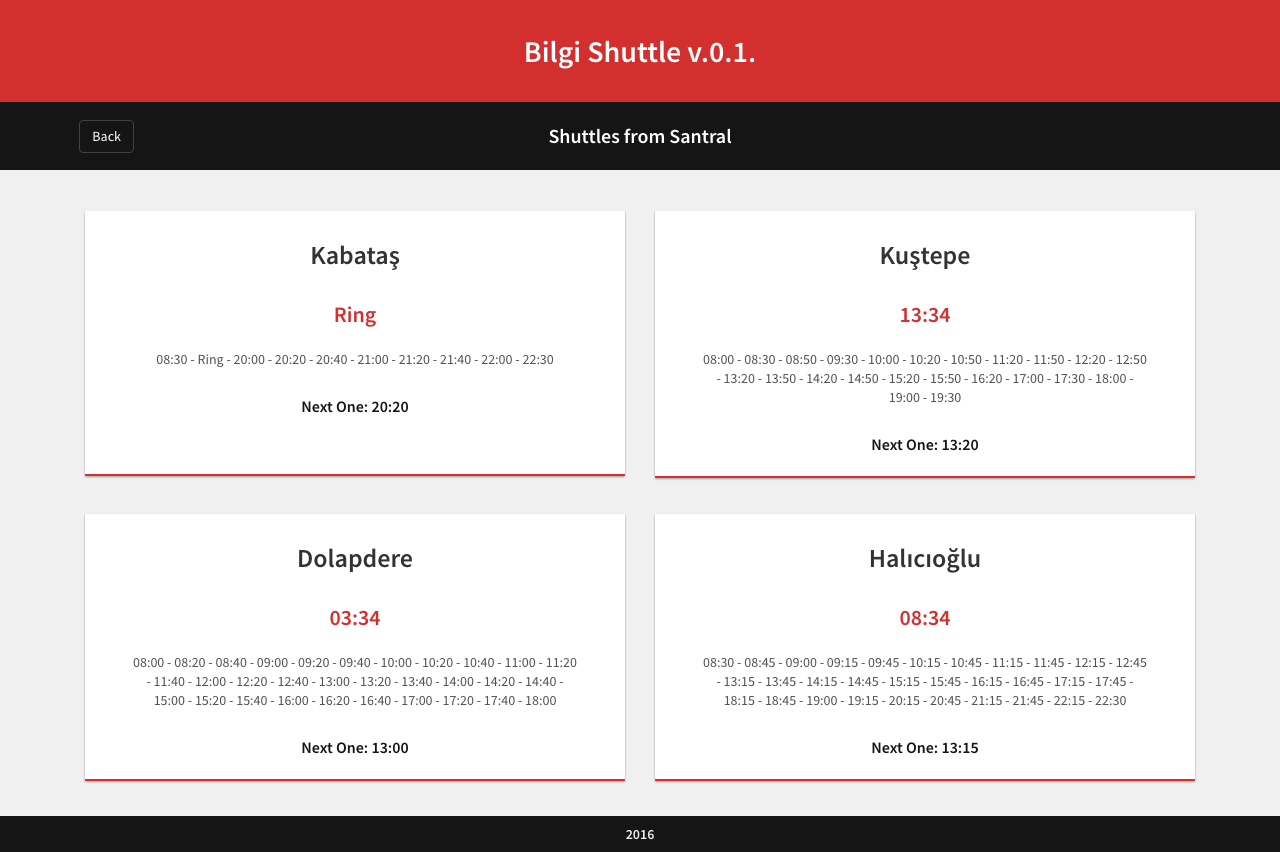 Bilgi Shuttle v.0.1.
Back
Shuttles from Santral
Kabataş
Ring
08:30 - Ring - 20:00 - 20:20 - 20:40 - 21:00 - 21:20 - 21:40 - 22:00 - 22:30
Next One: 20:20
Kuştepe
13:34
08:00 - 08:30 - 08:50 - 09:30 - 10:00 - 10:20 - 10:50 - 11:20 - 11:50 - 12:20 - 12:50
- 13:20 - 13:50 - 14:20 - 14:50 - 15:20 - 15:50 - 16:20 - 17:00 - 17:30 - 18:00 -
19:00 - 19:30
Next One: 13:20
Dolapdere
03:34
08:00 - 08:20 - 08:40 - 09:00 - 09:20 - 09:40 - 10:00 - 10:20 - 10:40 - 11:00 - 11:20
- 11:40 - 12:00 - 12:20 - 12:40 - 13:00 - 13:20 - 13:40 - 14:00 - 14:20 - 14:40 -
15:00 - 15:20 - 15:40 - 16:00 - 16:20 - 16:40 - 17:00 - 17:20 - 17:40 - 18:00
Next One: 13:00
Halıcıoğlu
08:34
08:30 - 08:45 - 09:00 - 09:15 - 09:45 - 10:15 - 10:45 - 11:15 - 11:45 - 12:15 - 12:45
- 13:15 - 13:45 - 14:15 - 14:45 - 15:15 - 15:45 - 16:15 - 16:45 - 17:15 - 17:45 -
18:15 - 18:45 - 19:00 - 19:15 - 20:15 - 20:45 - 21:15 - 21:45 - 22:15 - 22:30
Next One: 13:15
2016